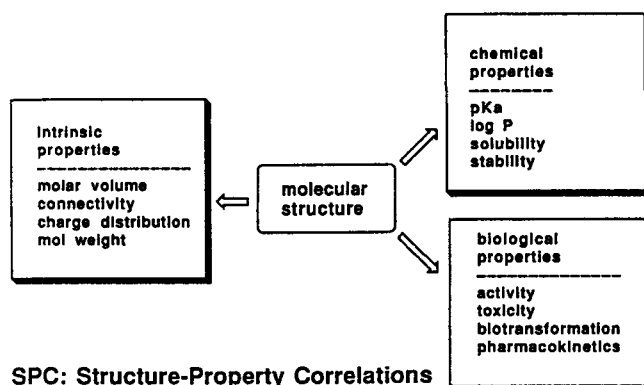 chemical
properties
pKa
log P
solubility
stability
intrinsic
properties
molar volume
connectivity
charge distribution
mol weight
molecular
structure
biological
properties
activity
toxicity
biotransformation
pharmacokinetics
SPC: Structure-Property Correlations